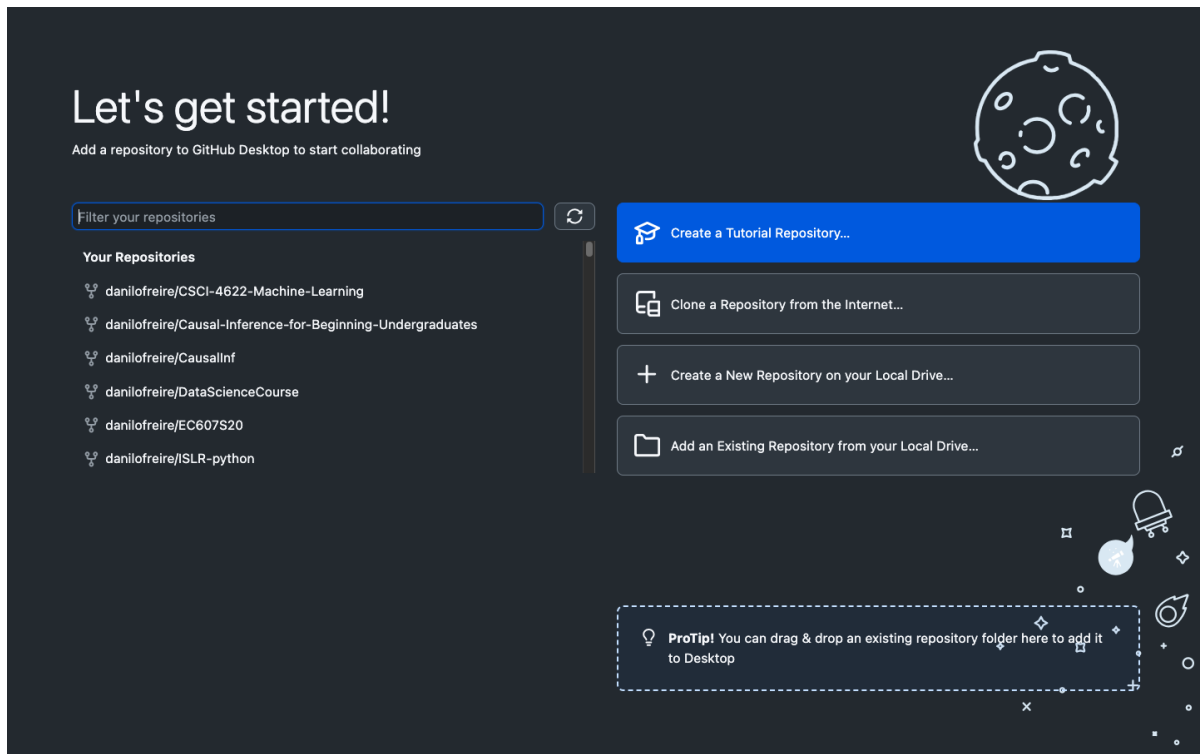 Let's get started!
Add a repository to GitHub Desktop to start collaborating
Filter your repositories
Your Repositories
danilofreire/CSCI-4622-Machine-Learning
danilofreire/Causal-Inference-for-Beginning-Undergraduates
danilofreire/CausalInf
danilofreire/DataScienceCourse
danilofreire/EC607S20
danilofreire/ISLR-python
Create a Tutorial Repository...
Clone a Repository from the Internet...
Create a New Repository on your Local Drive...
Add an Existing Repository from your Local Drive...
ProTip! You can drag & drop an existing repository folder here to add it
to Desktop